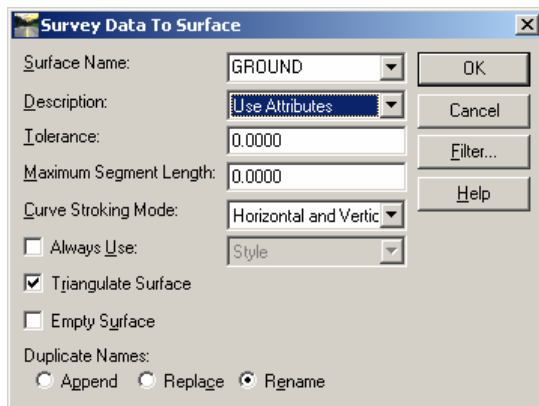 Survey Data To Surface
Surface Name: GROUND OK
Description: Use Attributes Cancel
Tolerance: 0.0000 Filter...
Maximum Segment Length: 0.0000 Help
Curve Stroking Mode: Horizontal and Vertic
Always Use: Style
Triangulate Surface
Empty Surface
Duplicate Names:
Append Replace Rename